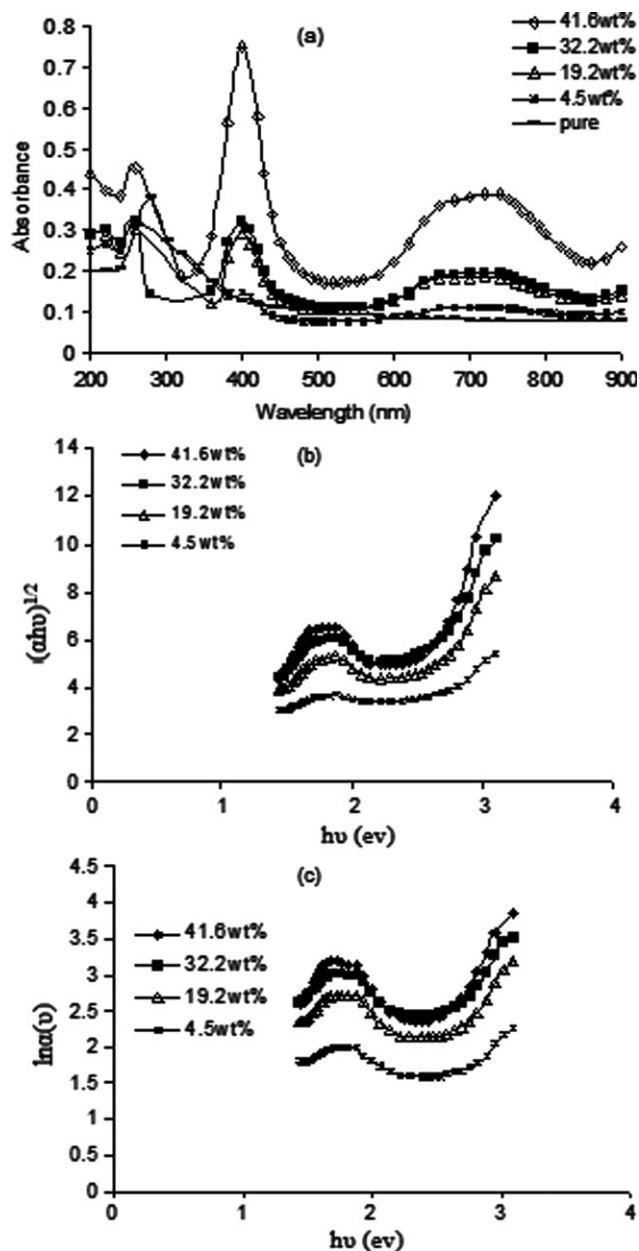 (a)
41.6wt%
32.2wt%
19.2wt%
4.5wt%
pure
Absorbance
0.8
0.7
0.6
0.5
0.4
0.3
0.2
0.1
0
200 300 400 500 600 700 800 900
Wavelength (nm)
(b)
41.6wt%
32.2wt%
19.2wt%
4.5wt%
(αhυ)1/2
14
12
10
8
6
4
2
0
0 1 2 3 4
hυ (ev)
(c)
41.6wt%
32.2wt%
19.2wt%
4.5wt%
lnα(υ)
4.5
4
3.5
3
2.5
2
1.5
1
0.5
0
0 1 2 3 4
hυ (ev)